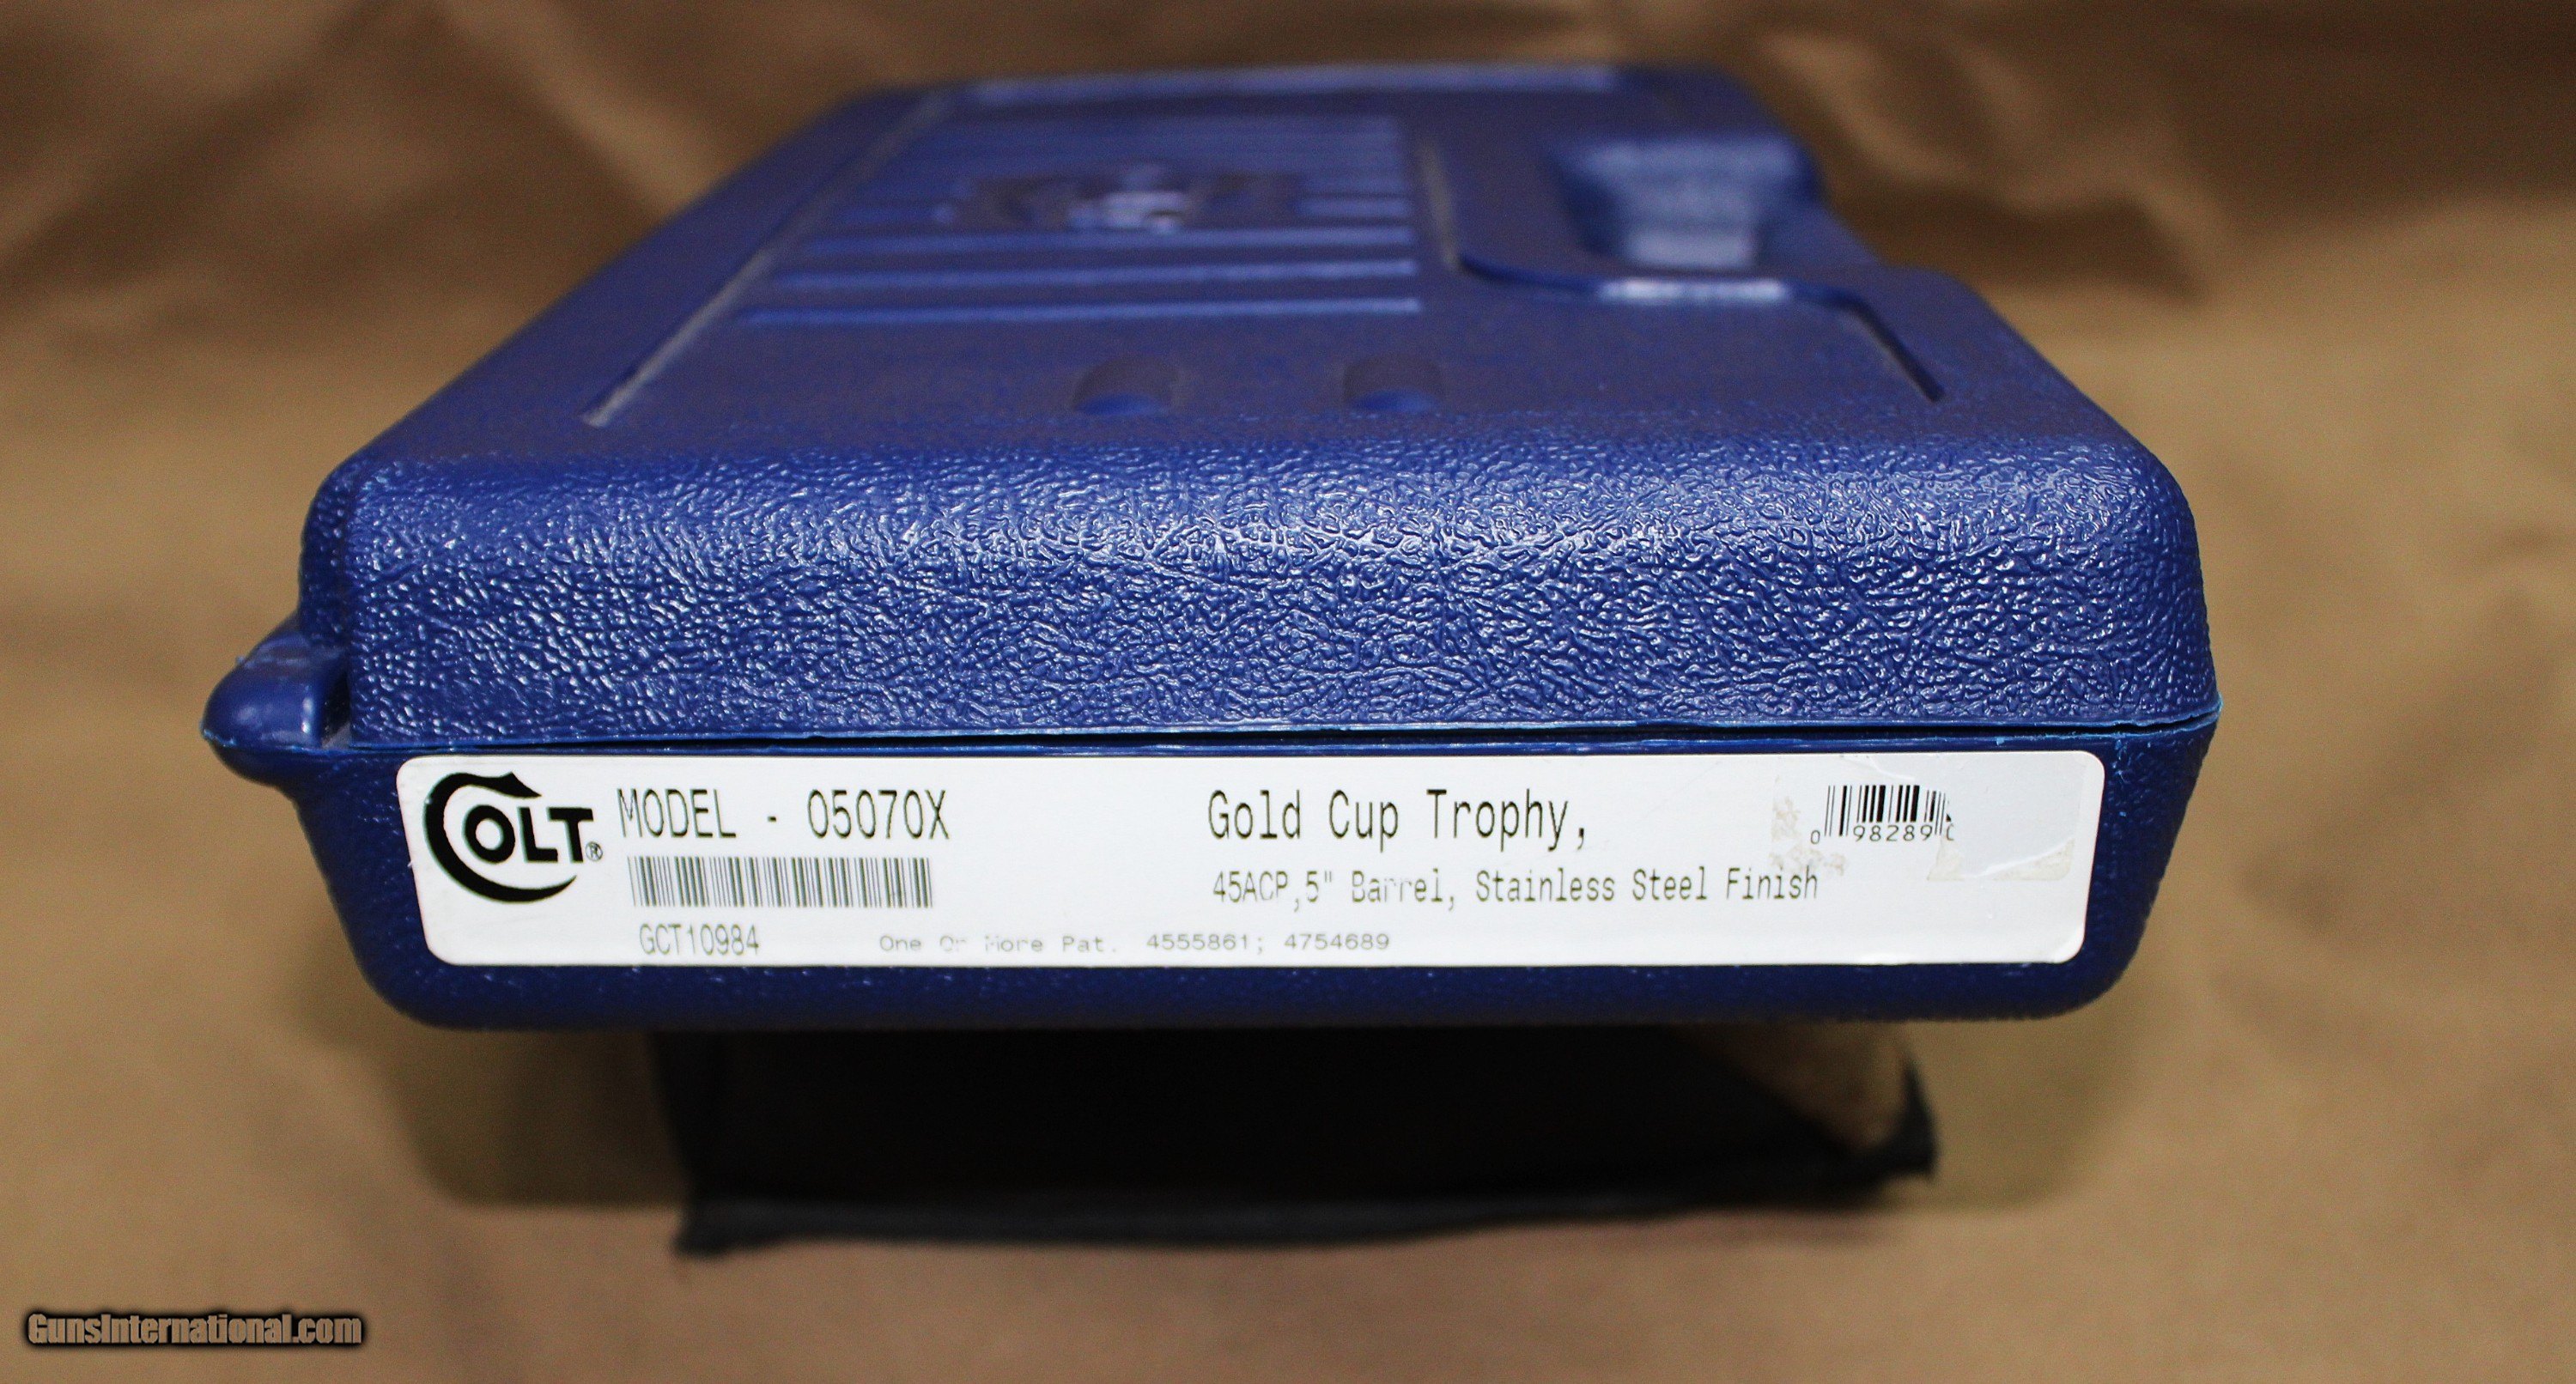 COLT® MODEL - 05070X
GCT10984
Gold Cup Trophy,
45ACP,5" Barrel, Stainless Steel Finish
One Or More Pat. 4555861; 4754689
0 98289
GunsInternational.com